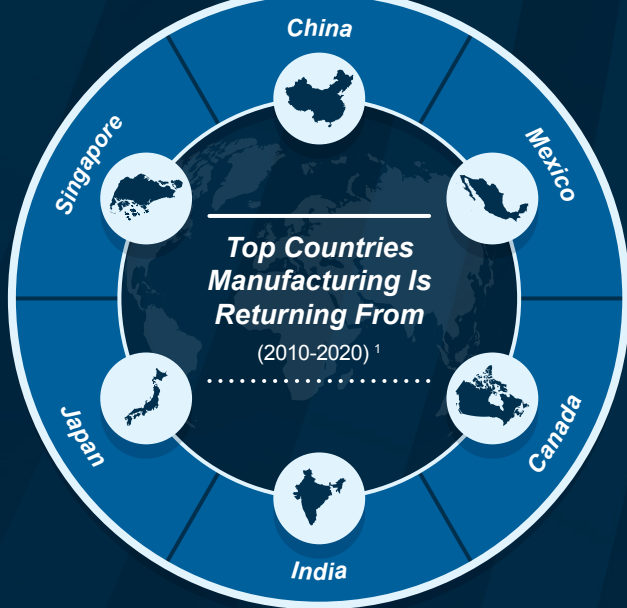 China
Mexico
Canada
India
Japan
Singapore
Top Countries
Manufacturing Is
Returning From
(2010-2020) 1